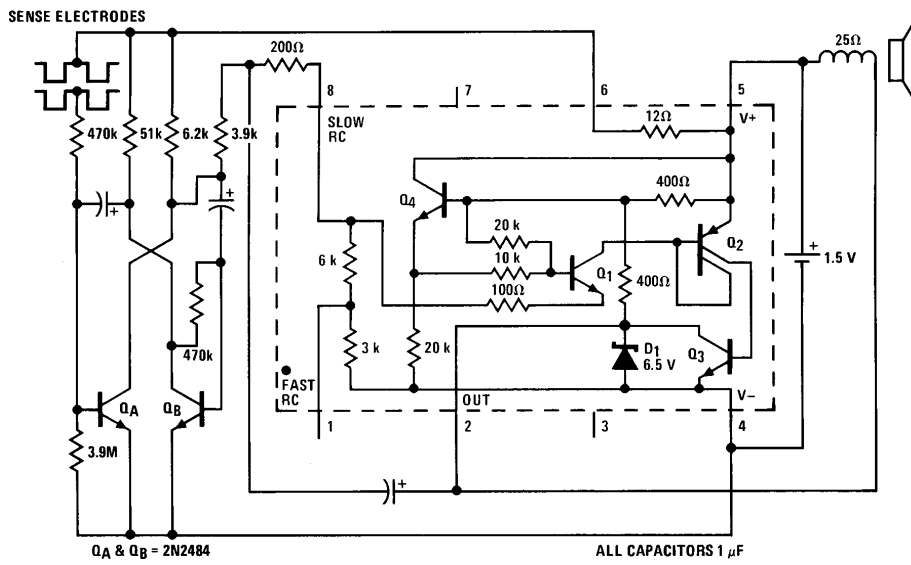 SENSE ELECTRODES
200Ω
25Ω
8
7
6
5
SLOW
RC
V+
470k
51k
6.2k
3.9k
12Ω
+
+
Q4
400Ω
20 k
Q2
+
1.5 V
6 k
10 k
Q1
400Ω
100Ω
470k
3 k
20 k
D1
6.5 V
Q3
FAST
RC
QA
QB
OUT
V−
1
2
3
4
3.9M
+
QA & QB = 2N2484
ALL CAPACITORS 1 μF